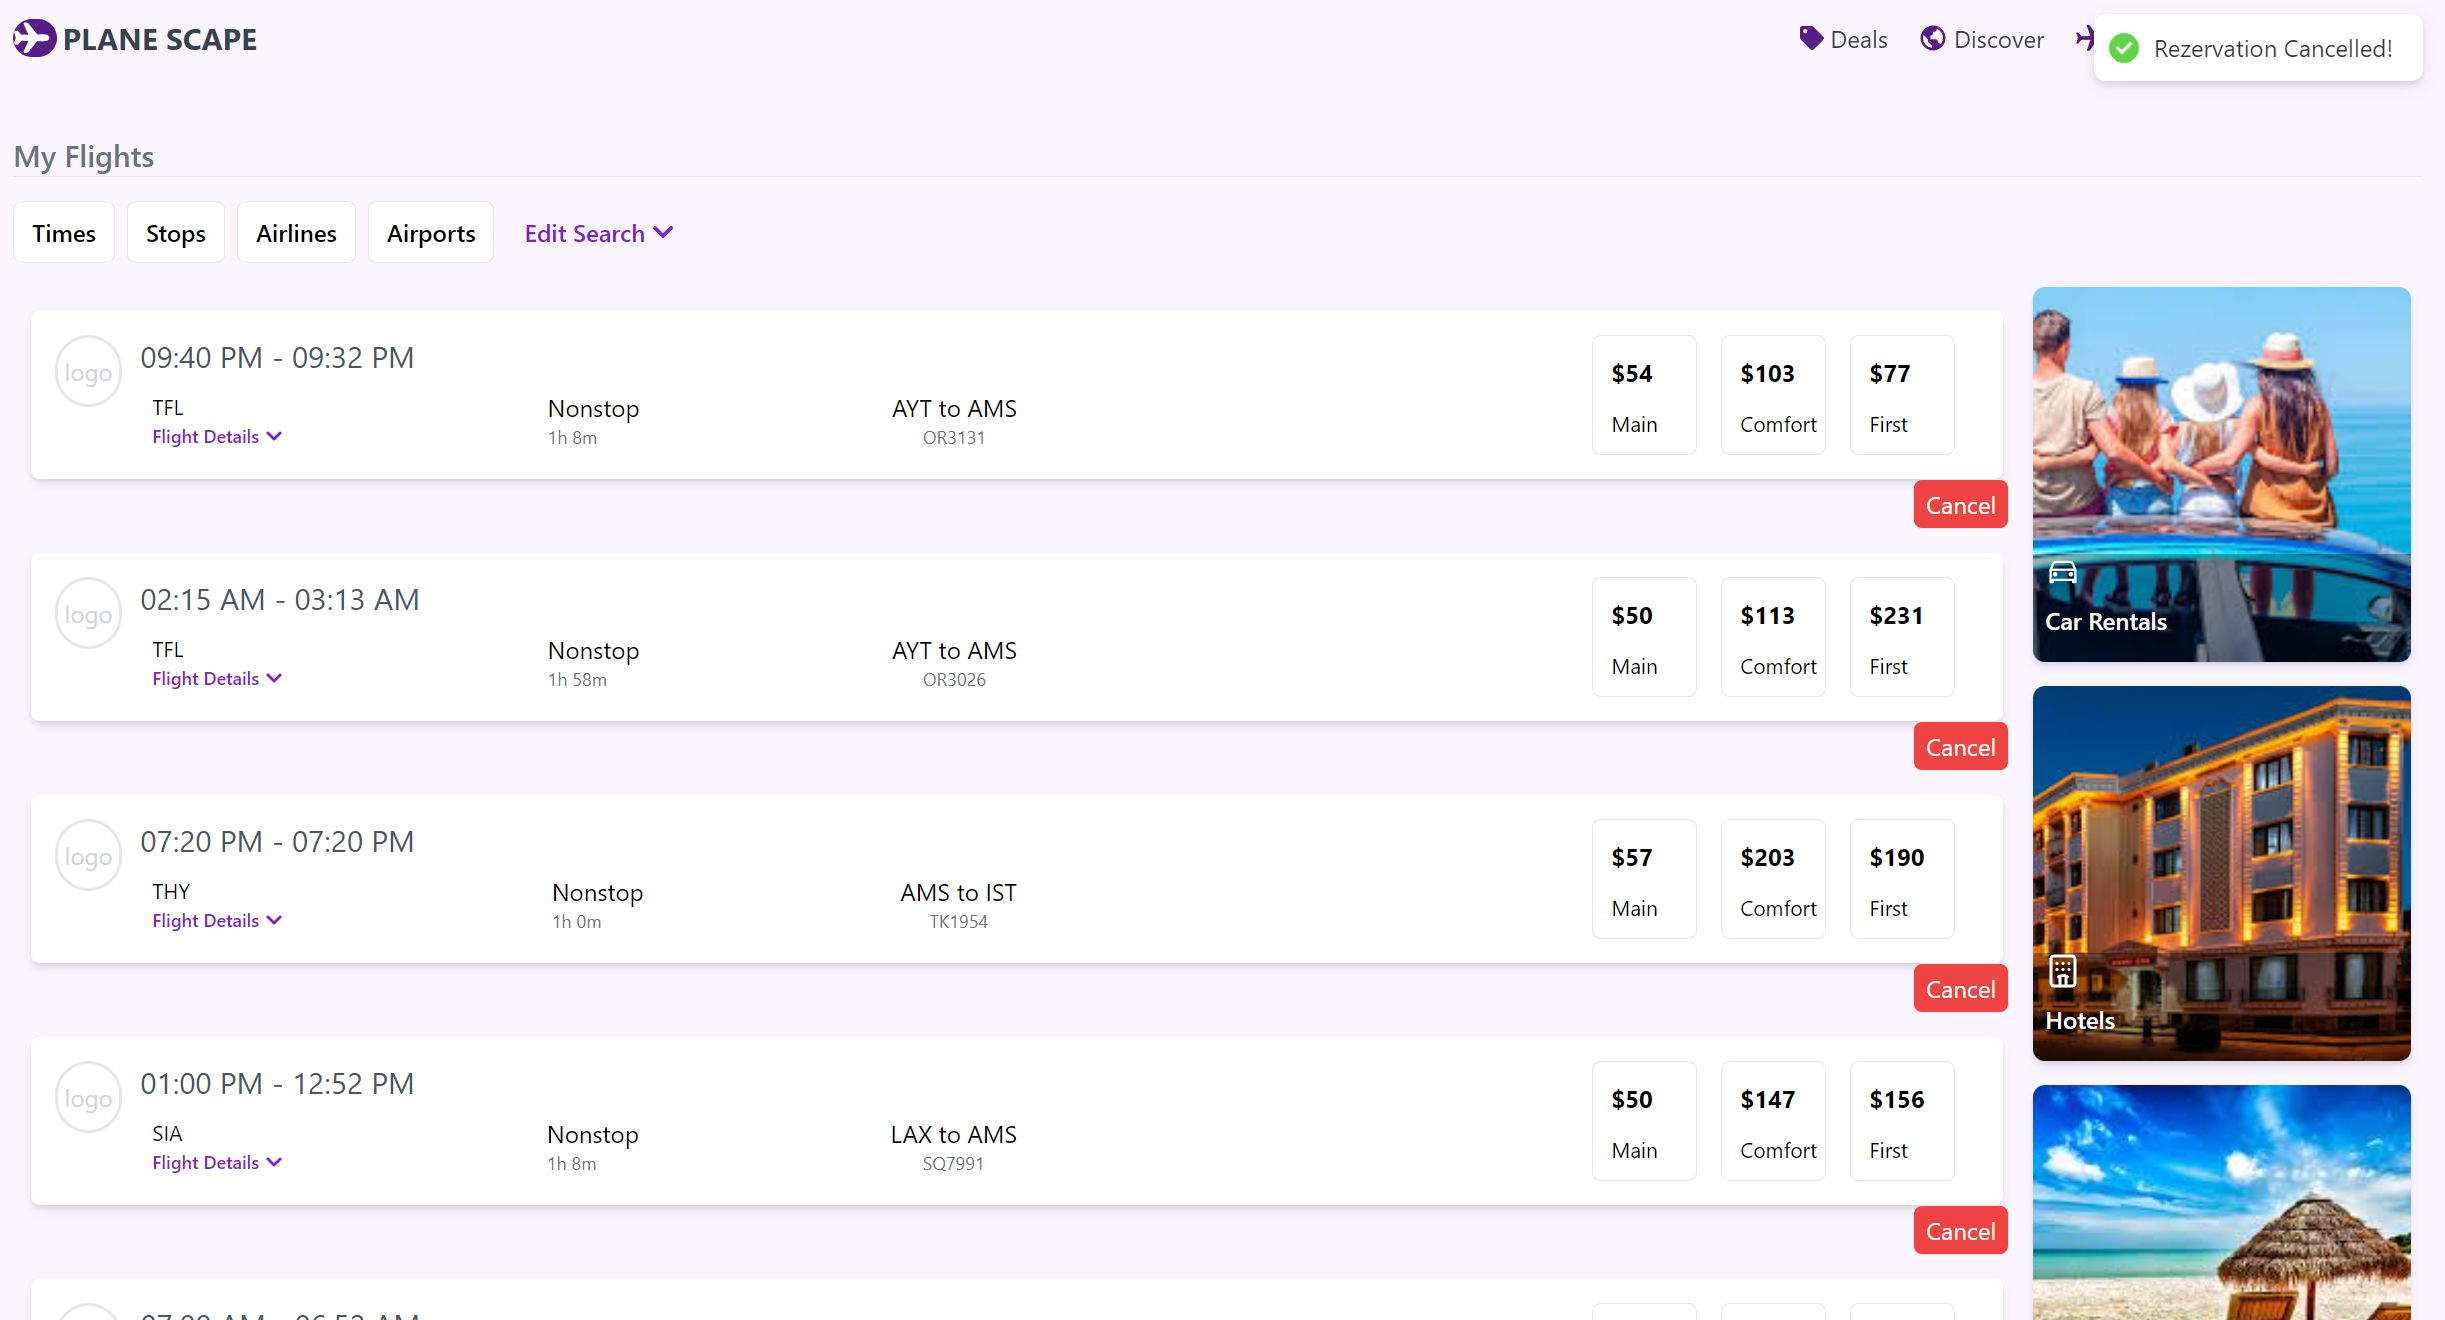 PLANE SCAPE
Deals
Discover
Rezervation Cancelled!
My Flights
Times
Stops
Airlines
Airports
Edit Search
logo
09:40 PM - 09:32 PM
TFL
Flight Details
Nonstop
1h 8m
AYT to AMS
OR3131
$54
Main
$103
Comfort
$77
First
Cancel
logo
02:15 AM - 03:13 AM
TFL
Flight Details
Nonstop
1h 58m
AYT to AMS
OR3026
$50
Main
$113
Comfort
$231
First
Cancel
logo
07:20 PM - 07:20 PM
THY
Flight Details
Nonstop
1h 0m
AMS to IST
TK1954
$57
Main
$203
Comfort
$190
First
Cancel
logo
01:00 PM - 12:52 PM
SIA
Flight Details
Nonstop
1h 8m
LAX to AMS
SQ7991
$50
Main
$147
Comfort
$156
First
Cancel
Car Rentals
Hotels